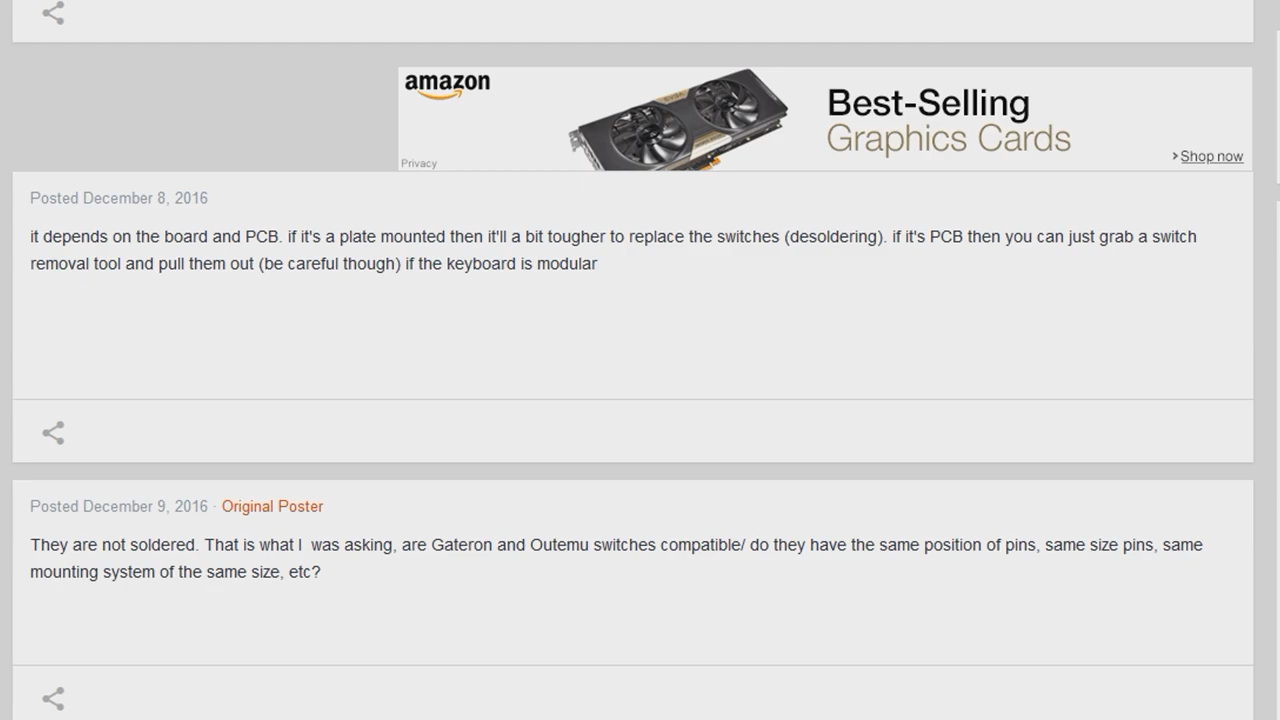 amazon
Best-Selling
Graphics Cards
Privacy
Shop now
Posted December 8, 2016
it depends on the board and PCB. if it's a plate mounted then it'll a bit tougher to replace the switches (desoldering). if it's PCB then you can just grab a switch
removal tool and pull them out (be careful though) if the keyboard is modular
Posted December 9, 2016 · Original Poster
They are not soldered. That is what I  was asking, are Gateron and Outemu switches compatible/ do they have the same position of pins, same size pins, same
mounting system of the same size, etc?